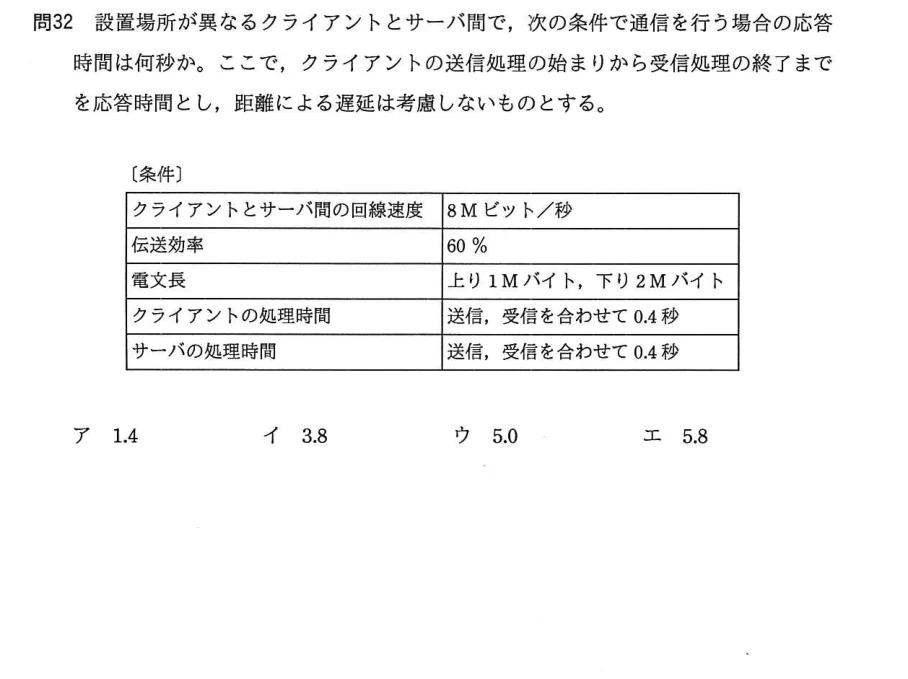 問32 設置場所が異なるクライアントとサーバ間で，次の条件で通信を行う場合の応答
時間は何秒か。ここで，クライアントの送信処理の始まりから受信処理の終了まで
を応答時間とし，距離による遅延は考慮しないものとする。
〔条件〕
クライアントとサーバ間の回線速度 8 M ビット／秒
伝送効率 60 %
電文長 上り 1 M バイト，下り 2 M バイト
クライアントの処理時間 送信，受信を合わせて 0.4 秒
サーバの処理時間 送信，受信を合わせて 0.4 秒
ア 1.4 イ 3.8 ウ 5.0 エ 5.8